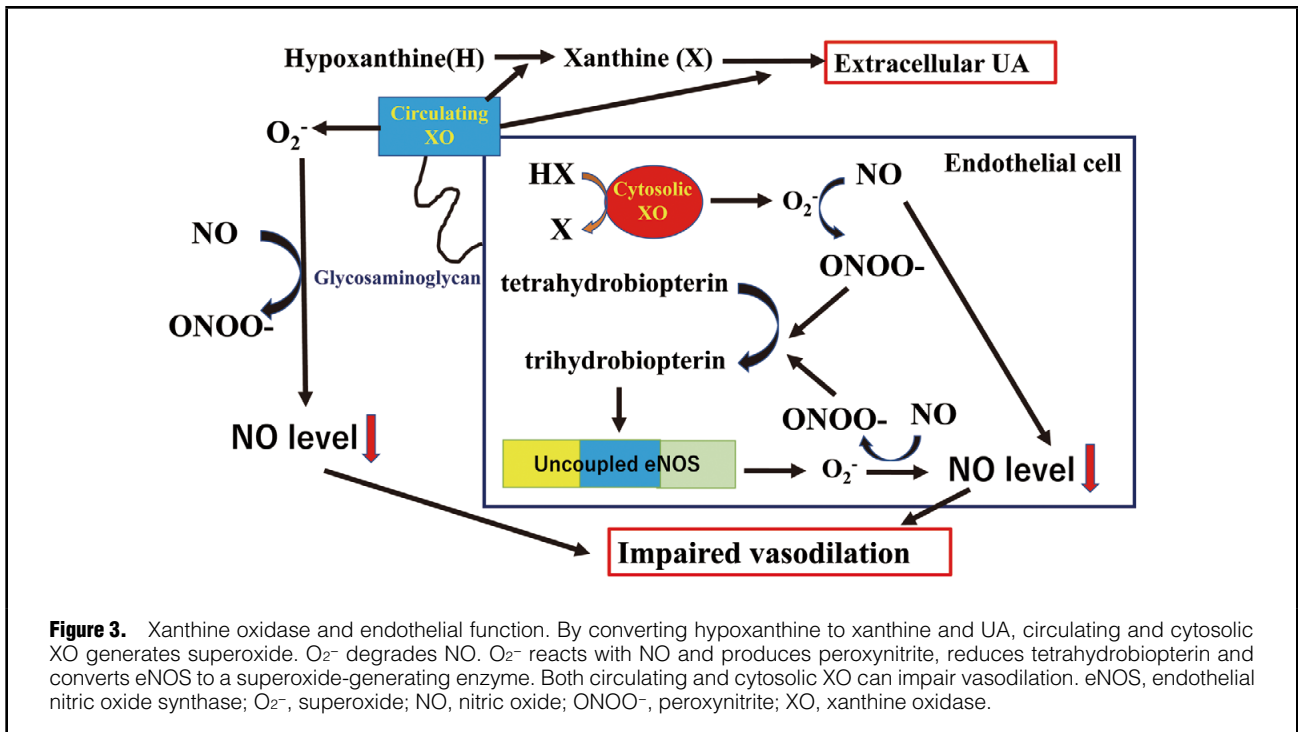 Hypoxanthine(H)
Xanthine (X)
Extracellular UA
Circulating
XO
O₂⁻
Endothelial cell
HX
Cytosolic
XO
X
O₂⁻
NO
NO
Glycosaminoglycan
ONOO-
ONOO-
tetrahydrobiopterin
trihydrobiopterin
ONOO-
NO
NO level
Uncoupled eNOS
O₂⁻
NO level
Impaired vasodilation
Figure 3. Xanthine oxidase and endothelial function. By converting hypoxanthine to xanthine and UA, circulating and cytosolic
XO generates superoxide. O₂⁻ degrades NO. O₂⁻ reacts with NO and produces peroxynitrite, reduces tetrahydrobiopterin and
converts eNOS to a superoxide-generating enzyme. Both circulating and cytosolic XO can impair vasodilation. eNOS, endothelial
nitric oxide synthase; O₂⁻, superoxide; NO, nitric oxide; ONOO⁻, peroxynitrite; XO, xanthine oxidase.